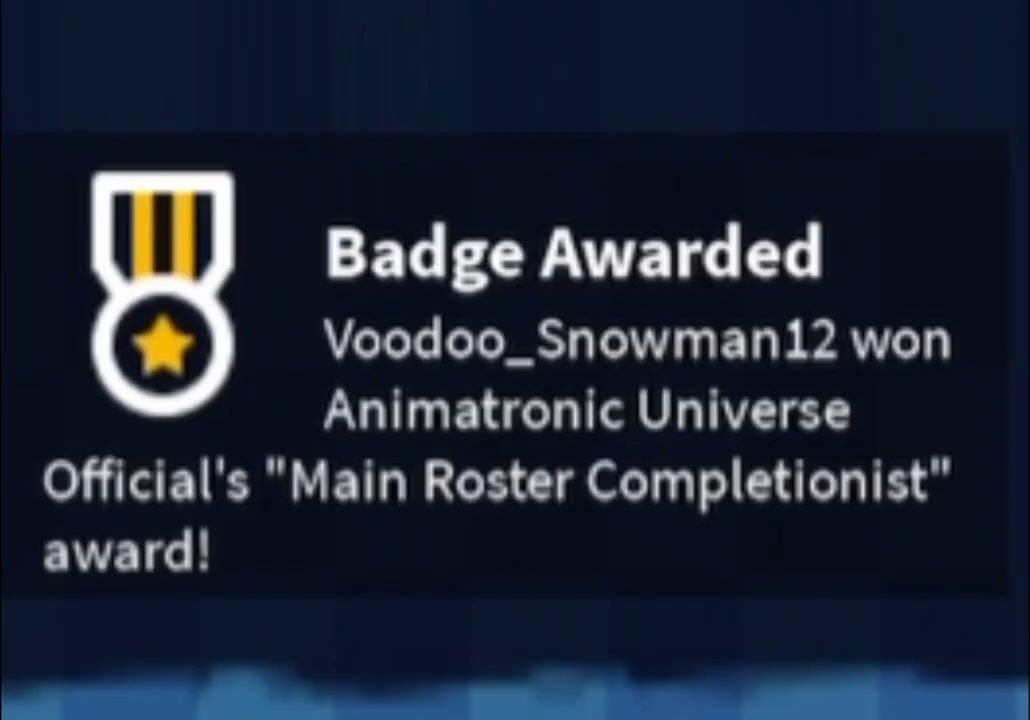 Badge Awarded
Voodoo_Snowman12 won
Animatronic Universe
Official's "Main Roster Completionist"
award!